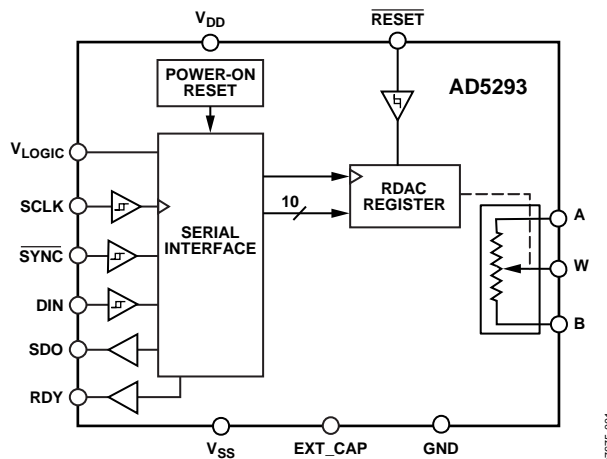 VDD
RESET
POWER-ON
RESET
AD5293
VLOGIC
SCLK
SYNC
DIN
SDO
RDY
SERIAL
INTERFACE
10
RDAC
REGISTER
A
W
B
VSS
EXT_CAP
GND